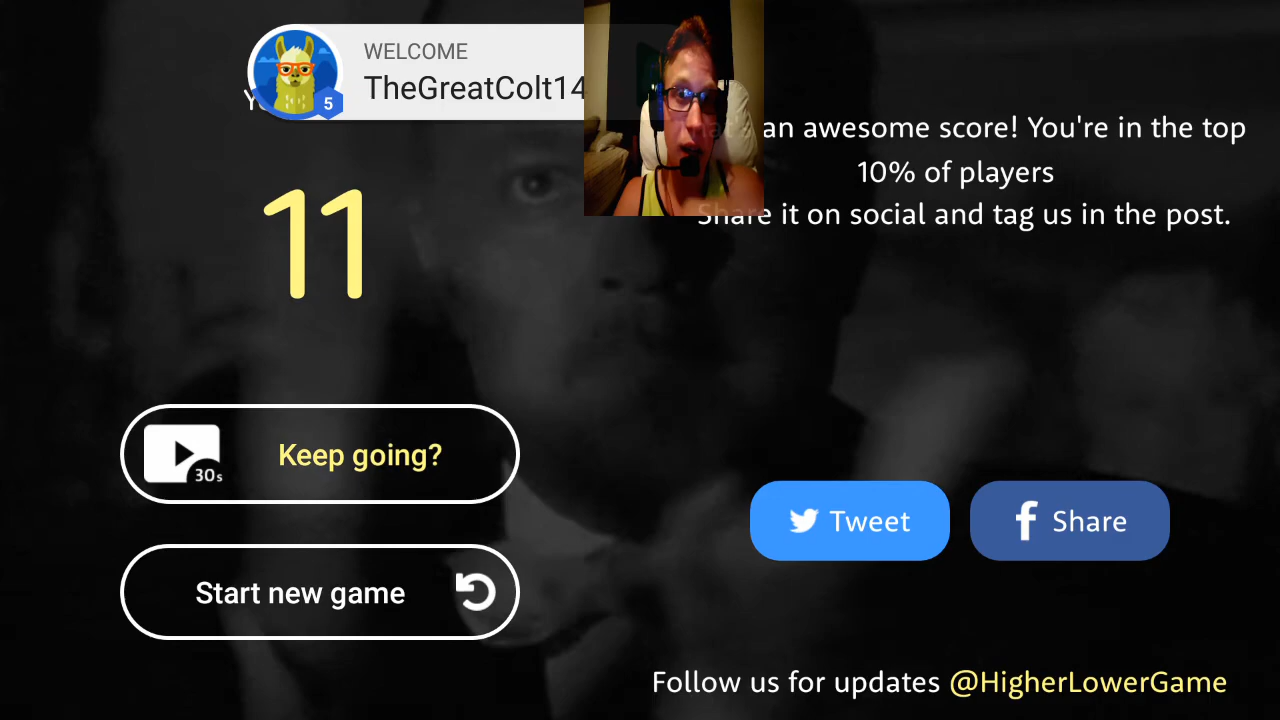 WELCOME
TheGreatColt14
5
11
an awesome score! You're in the top
10% of players
Share it on social and tag us in the post.
30s
Keep going?
Start new game
Tweet
f Share
Follow us for updates @HigherLowerGame